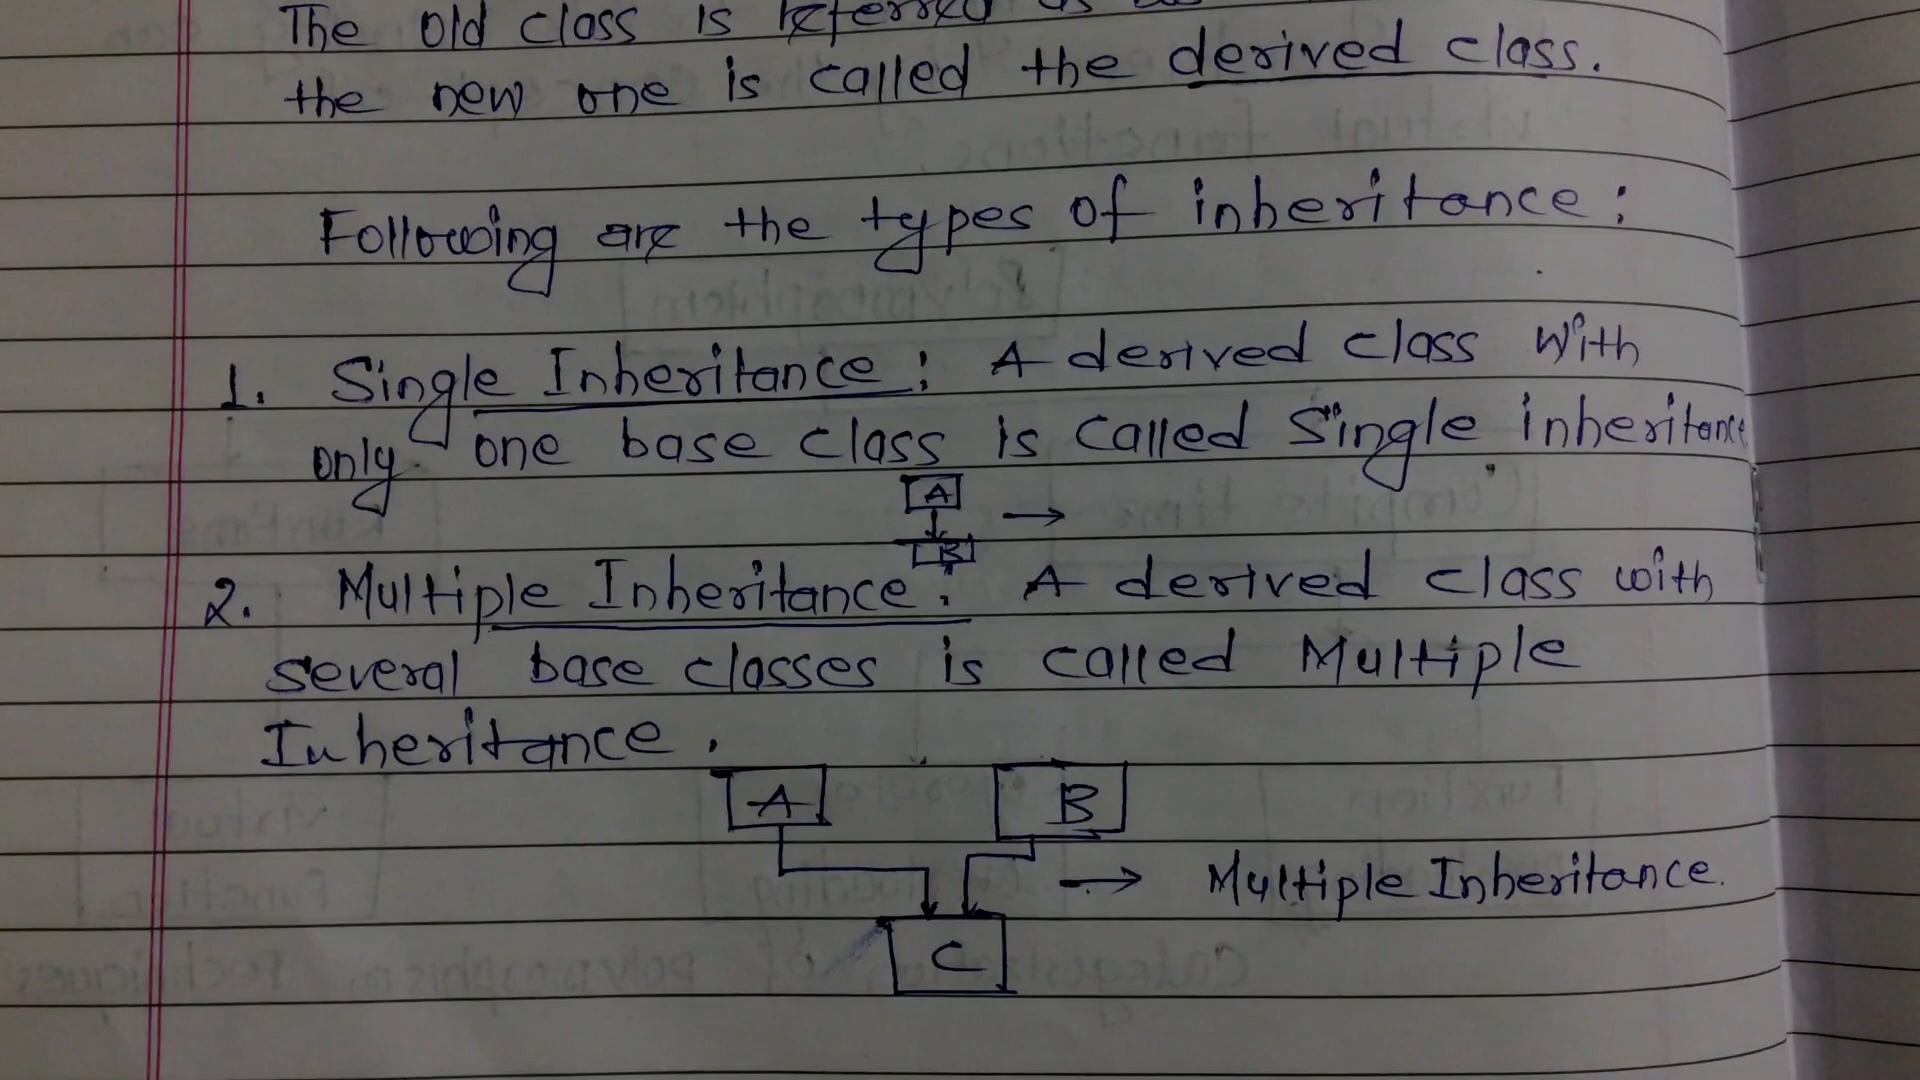 The old class is referred as
the new one is called the derived class.
Following are the types of inheritance:
1. Single Inheritance: A derived class with
only one base class is called Single inheritance
A
→
B
2. Multiple Inheritance: A derived class with
several base classes is called Multiple
Inheritance.
A B
→ Multiple Inheritance.
C